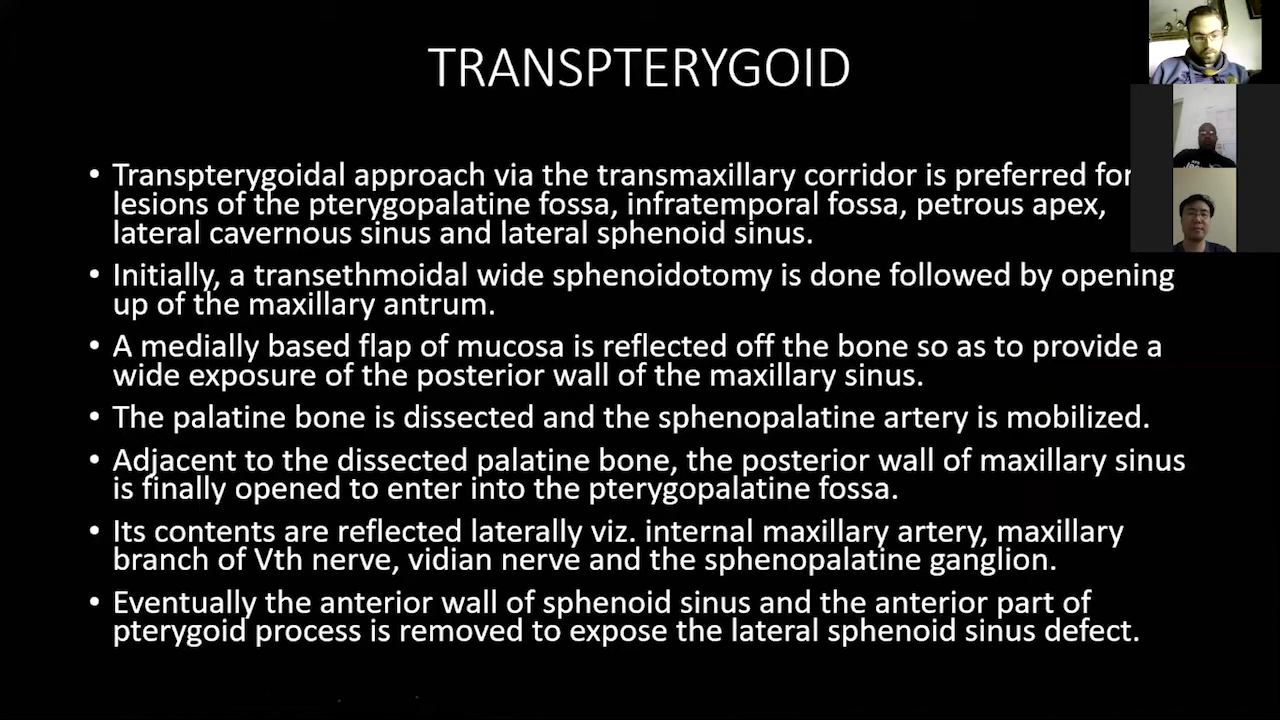 TRANSPTERYGOID
• Transpterygoidal approach via the transmaxillary corridor is preferred for
lesions of the pterygopalatine fossa, infratemporal fossa, petrous apex,
lateral cavernous sinus and lateral sphenoid sinus.
• Initially, a transethmoidal wide sphenoidotomy is done followed by opening
up of the maxillary antrum.
• A medially based flap of mucosa is reflected off the bone so as to provide a
wide exposure of the posterior wall of the maxillary sinus.
• The palatine bone is dissected and the sphenopalatine artery is mobilized.
• Adjacent to the dissected palatine bone, the posterior wall of maxillary sinus
is finally opened to enter into the pterygopalatine fossa.
• Its contents are reflected laterally viz. internal maxillary artery, maxillary
branch of Vth nerve, vidian nerve and the sphenopalatine ganglion.
• Eventually the anterior wall of sphenoid sinus and the anterior part of
pterygoid process is removed to expose the lateral sphenoid sinus defect.